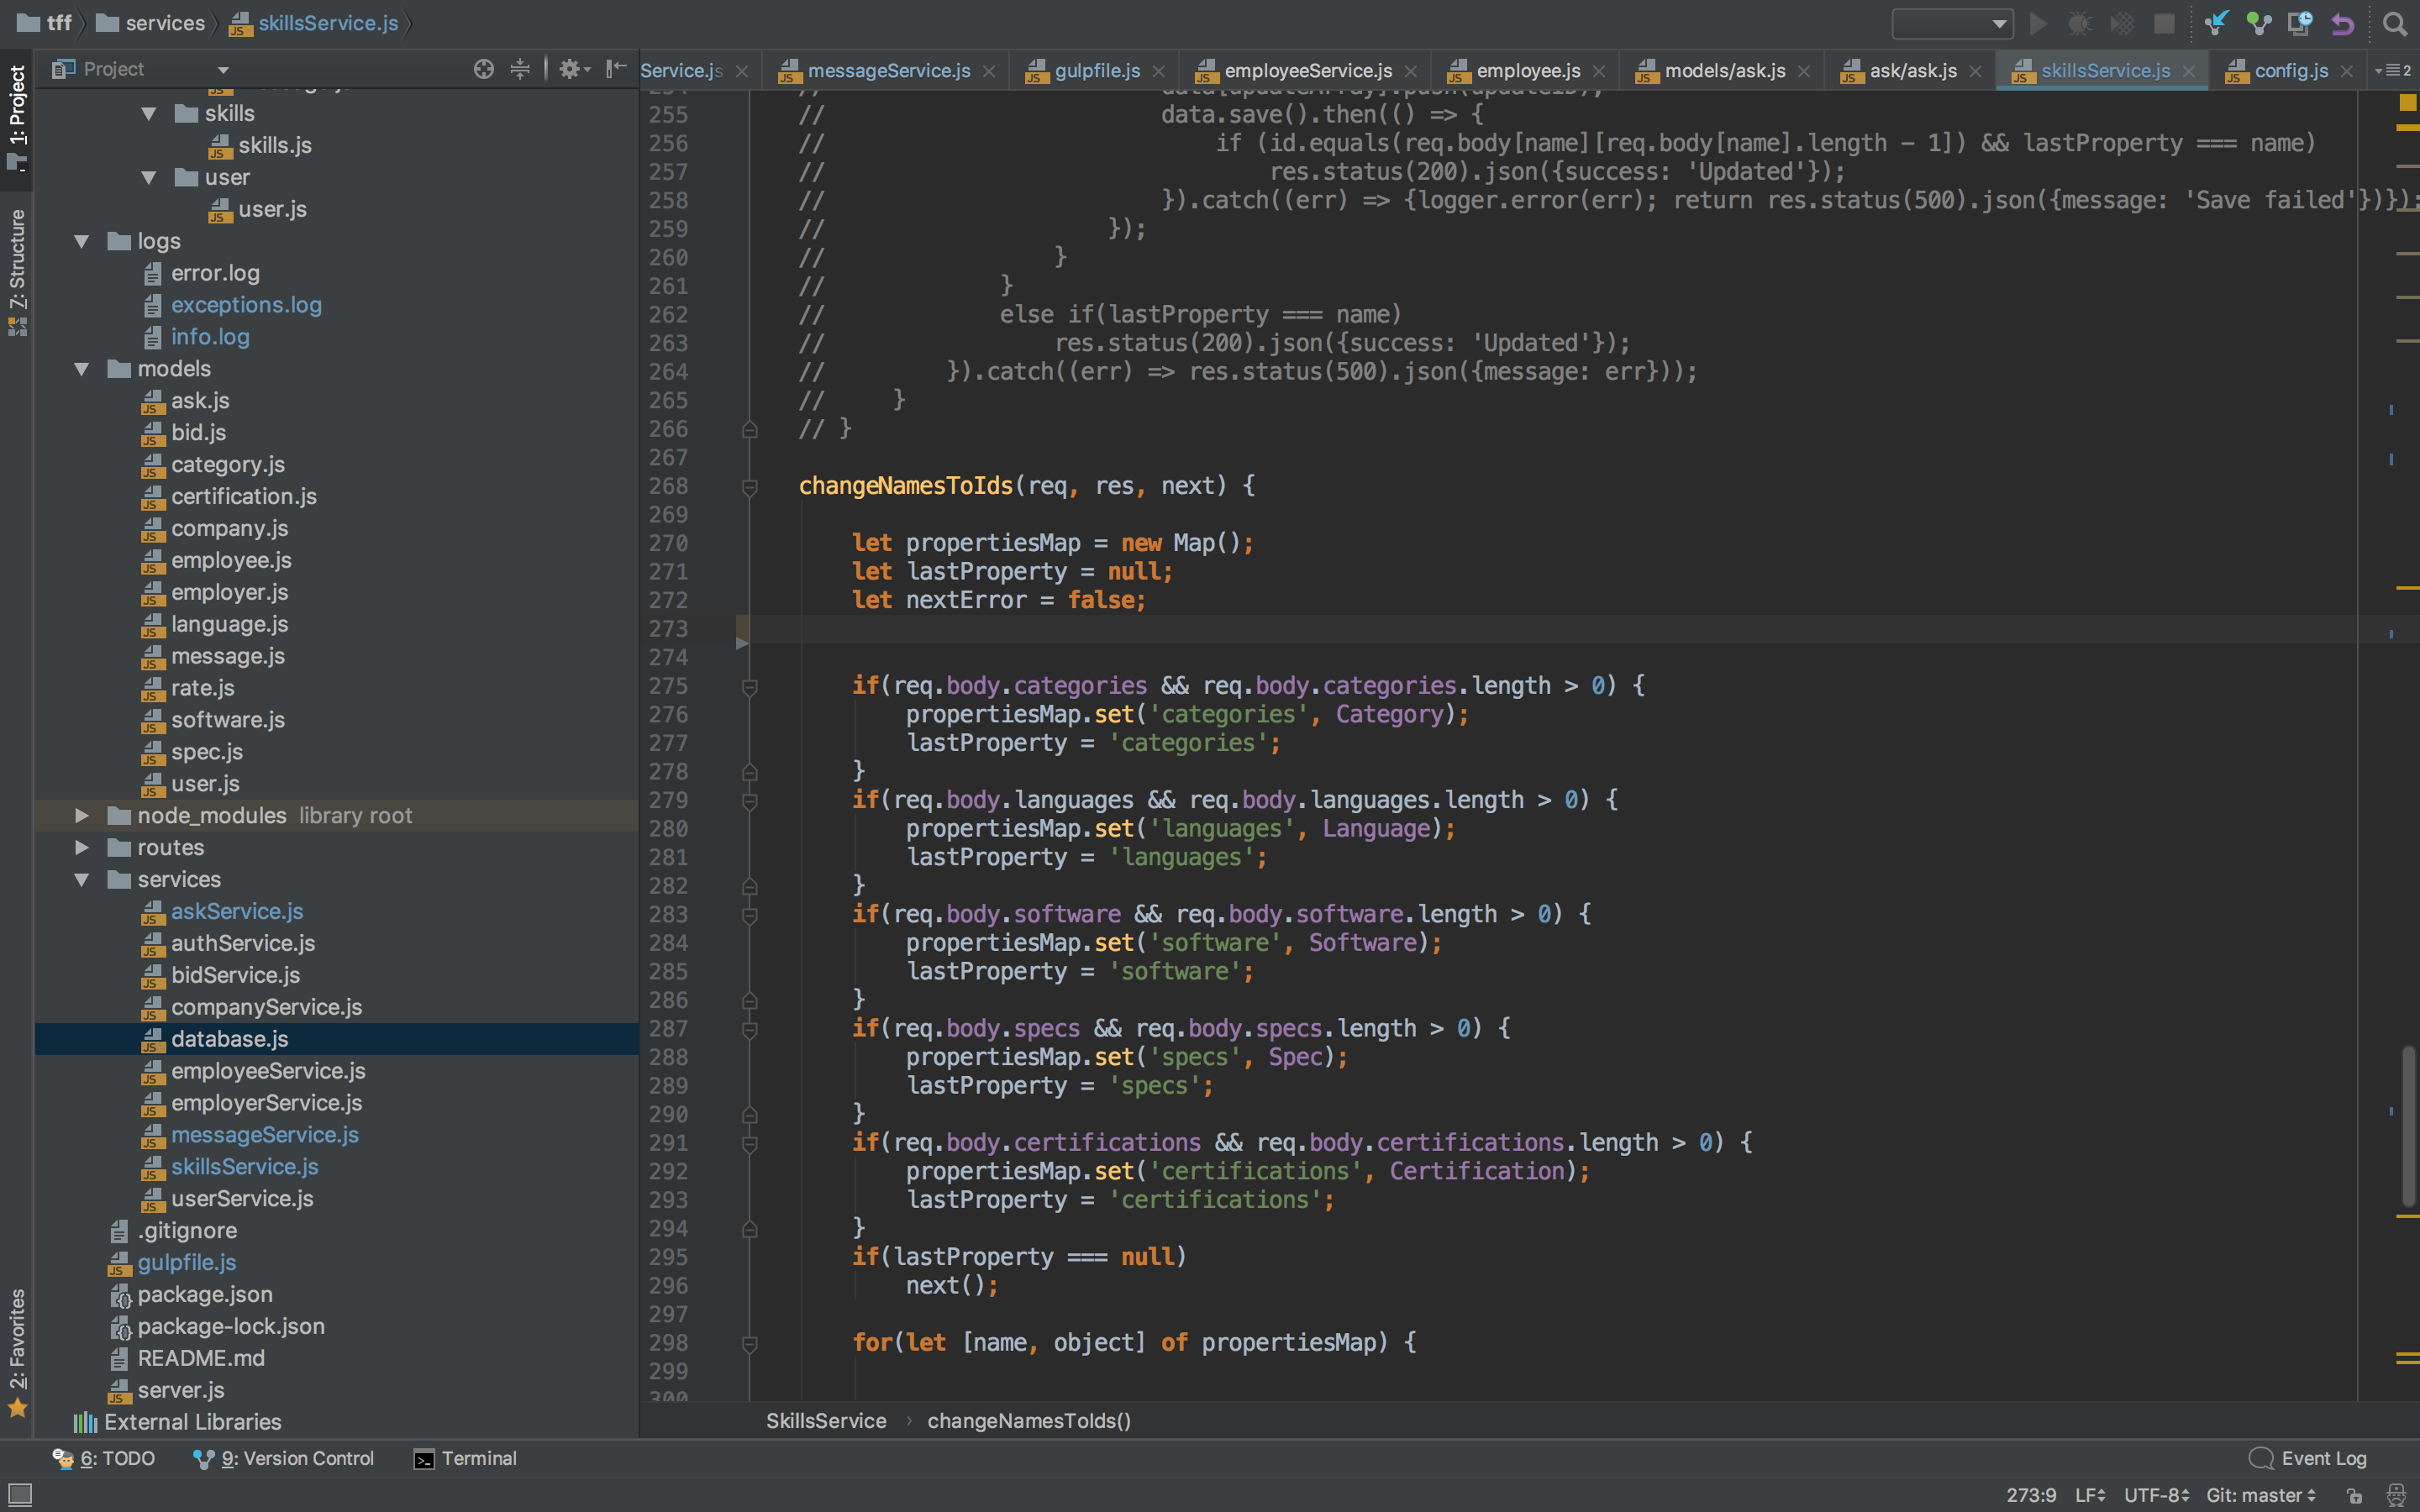 tff services skillsService.js
1: Project
7: Structure
2: Favorites
Project
skills
skills.js
user
user.js
logs
error.log
exceptions.log
info.log
models
ask.js
bid.js
category.js
certification.js
company.js
employee.js
employer.js
language.js
message.js
rate.js
software.js
spec.js
user.js
node_modules library root
routes
services
askService.js
authService.js
bidService.js
companyService.js
database.js
employeeService.js
employerService.js
messageService.js
skillsService.js
userService.js
.gitignore
gulpfile.js
package.json
package-lock.json
README.md
server.js
External Libraries
Service.js messageService.js gulpfile.js employeeService.js employee.js models/ask.js ask/ask.js skillsService.js config.js 2
254 // data[updateArray].push(updateID);
255 // data.save().then(() => {
256 // if (id.equals(req.body[name][req.body[name].length - 1]) && lastProperty === name)
257 // res.status(200).json({success: 'Updated'});
258 // }).catch((err) => {logger.error(err); return res.status(500).json({message: 'Save failed'})});
259 // });
260 // }
261 // }
262 // else if(lastProperty === name)
263 // res.status(200).json({success: 'Updated'});
264 // }).catch((err) => res.status(500).json({message: err}));
265 // }
266 // }
267
268 changeNamesToIds(req, res, next) {
269
270 let propertiesMap = new Map();
271 let lastProperty = null;
272 let nextError = false;
273
274
275 if(req.body.categories && req.body.categories.length > 0) {
276 propertiesMap.set('categories', Category);
277 lastProperty = 'categories';
278 }
279 if(req.body.languages && req.body.languages.length > 0) {
280 propertiesMap.set('languages', Language);
281 lastProperty = 'languages';
282 }
283 if(req.body.software && req.body.software.length > 0) {
284 propertiesMap.set('software', Software);
285 lastProperty = 'software';
286 }
287 if(req.body.specs && req.body.specs.length > 0) {
288 propertiesMap.set('specs', Spec);
289 lastProperty = 'specs';
290 }
291 if(req.body.certifications && req.body.certifications.length > 0) {
292 propertiesMap.set('certifications', Certification);
293 lastProperty = 'certifications';
294 }
295 if(lastProperty === null)
296 next();
297
298 for(let [name, object] of propertiesMap) {
299
300
SkillsService changeNamesToIds()
6: TODO 9: Version Control Terminal Event Log
273:9 LF UTF-8 Git: master